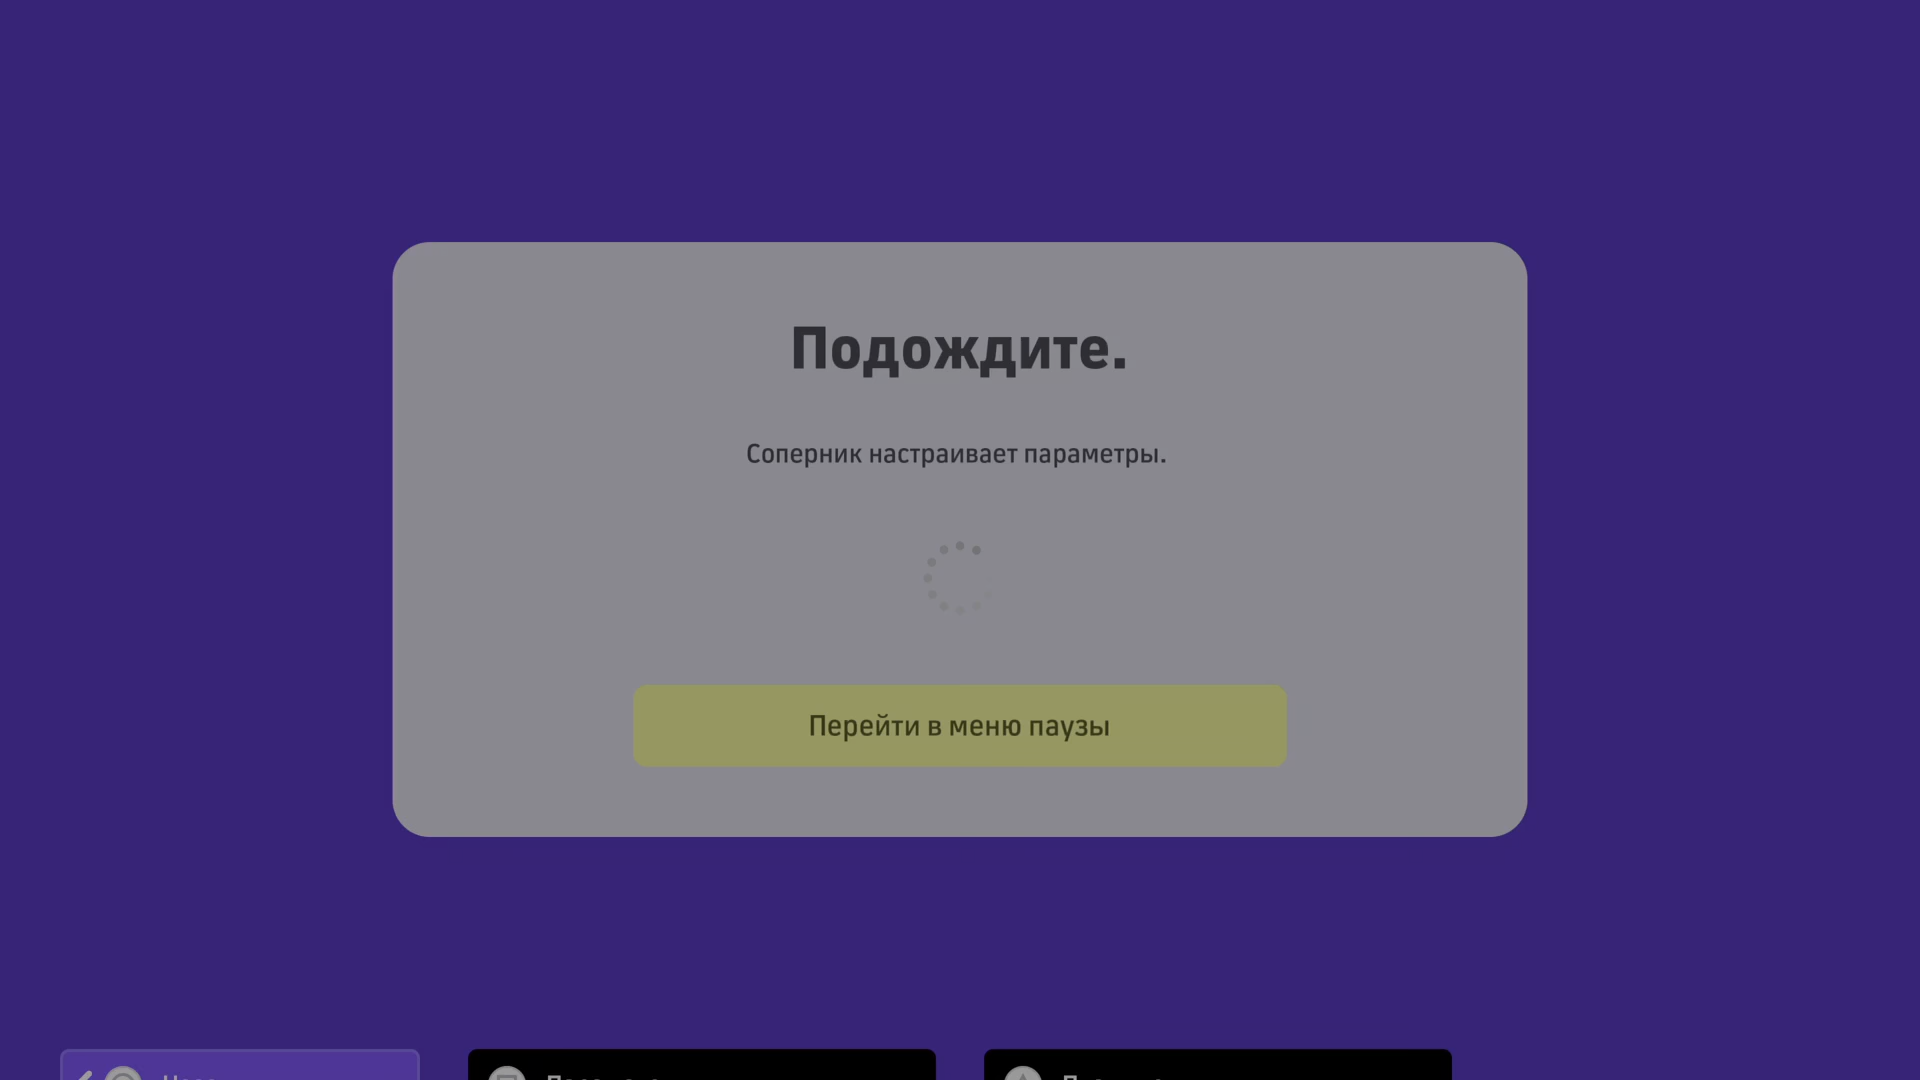 Подождите.
Соперник настраивает параметры.
Перейти в меню паузы